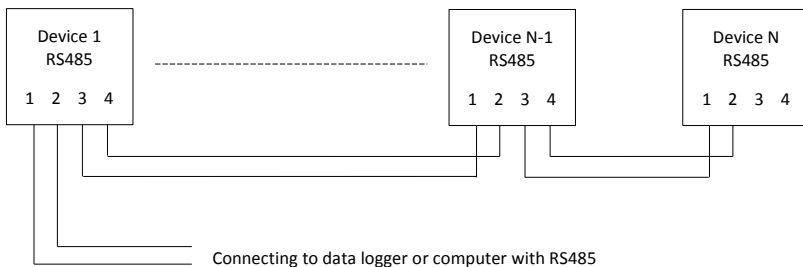 Device 1
RS485
1 2 3 4
Device N-1
RS485
1 2 3 4
Device N
RS485
1 2 3 4
Connecting to data logger or computer with RS485